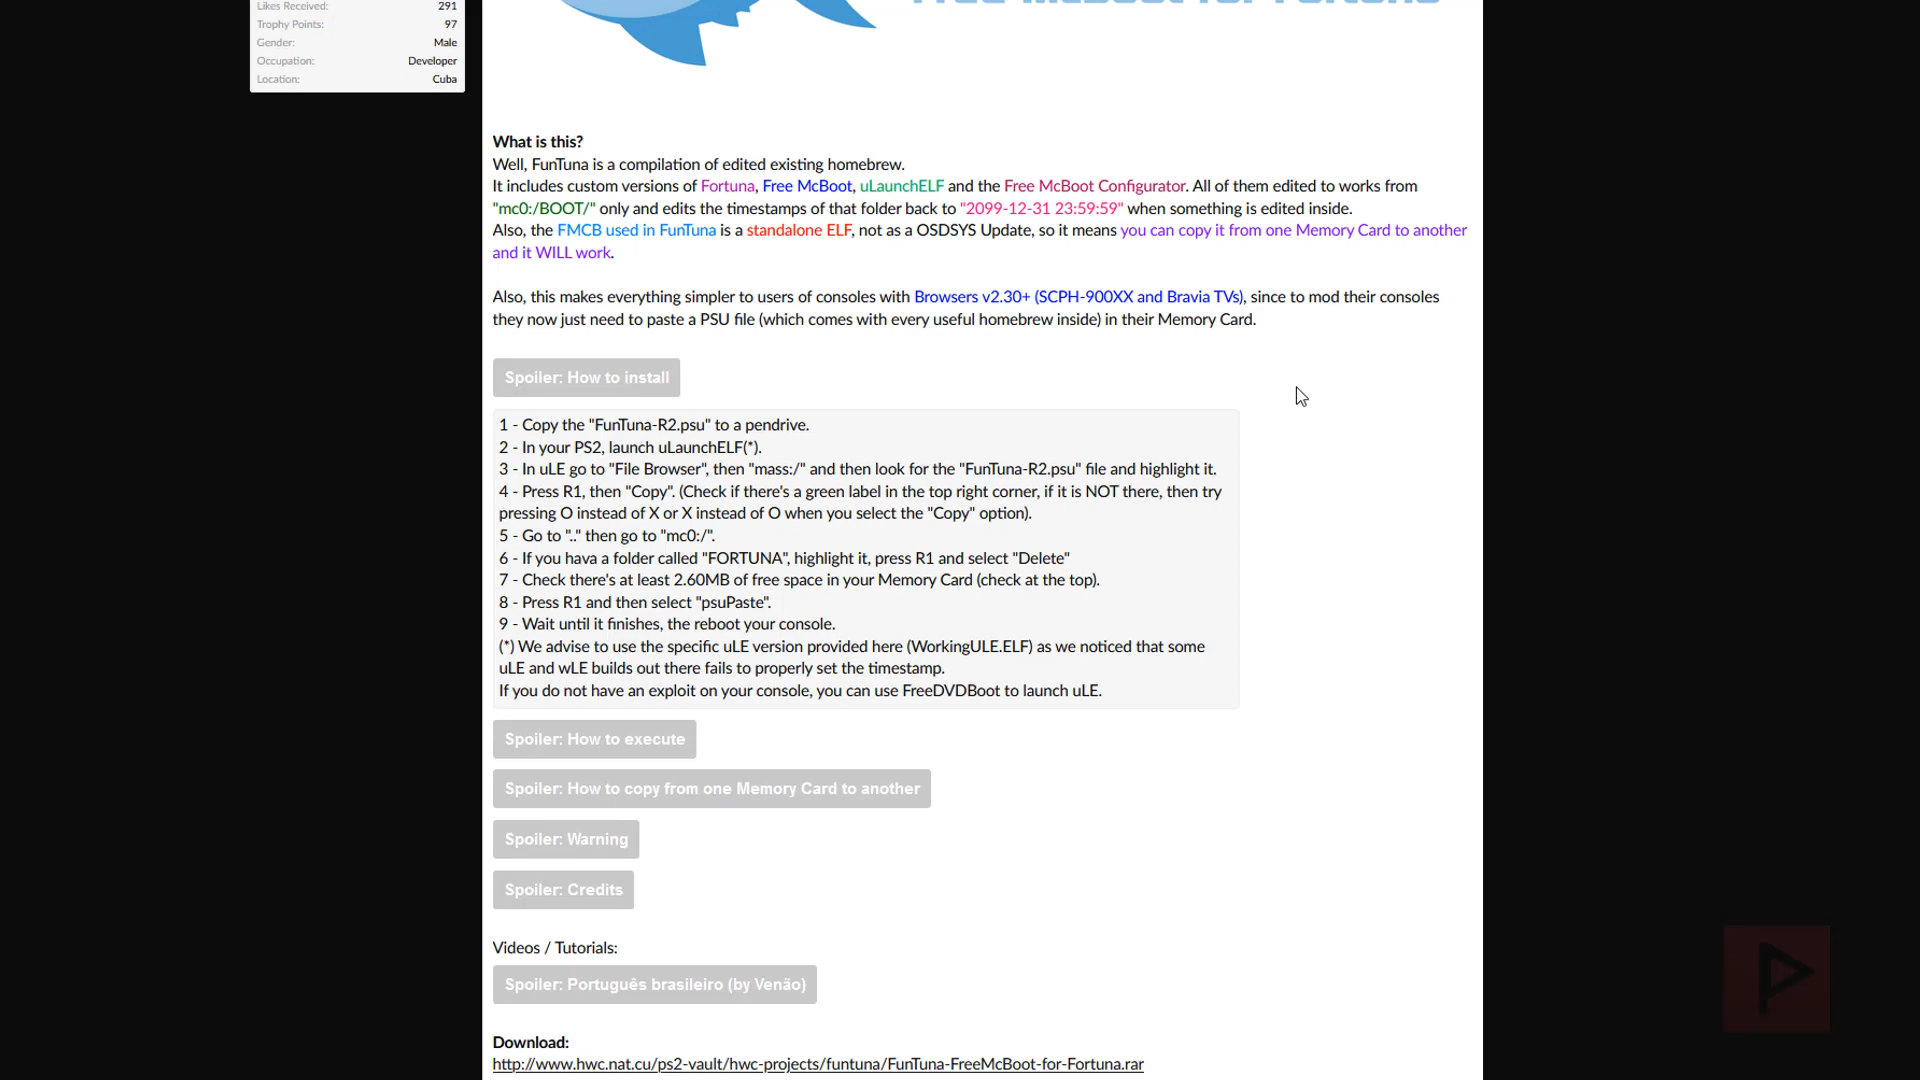 Likes Received: 291
Trophy Points: 97
Gender: Male
Occupation: Developer
Location: Cuba
Free McBoot for Fortuna
What is this?
Well, FunTuna is a compilation of edited existing homebrew.
It includes custom versions of Fortuna, Free McBoot, uLaunchELF and the Free McBoot Configurator. All of them edited to works from
"mc0:/BOOT/" only and edits the timestamps of that folder back to "2099-12-31 23:59:59" when something is edited inside.
Also, the FMCB used in FunTuna is a standalone ELF, not as a OSDSYS Update, so it means you can copy it from one Memory Card to another
and it WILL work.
Also, this makes everything simpler to users of consoles with Browsers v2.30+ (SCPH-900XX and Bravia TVs), since to mod their consoles
they now just need to paste a PSU file (which comes with every useful homebrew inside) in their Memory Card.
Spoiler: How to install
1 - Copy the "FunTuna-R2.psu" to a pendrive.
2 - In your PS2, launch uLaunchELF(*).
3 - In uLE go to "File Browser", then "mass:/" and then look for the "FunTuna-R2.psu" file and highlight it.
4 - Press R1, then "Copy". (Check if there's a green label in the top right corner, if it is NOT there, then try
pressing O instead of X or X instead of O when you select the "Copy" option).
5 - Go to ".." then go to "mc0:/".
6 - If you hava a folder called "FORTUNA", highlight it, press R1 and select "Delete"
7 - Check there's at least 2.60MB of free space in your Memory Card (check at the top).
8 - Press R1 and then select "psuPaste".
9 - Wait until it finishes, the reboot your console.
(*) We advise to use the specific uLE version provided here (WorkingULE.ELF) as we noticed that some
uLE and wLE builds out there fails to properly set the timestamp.
If you do not have an exploit on your console, you can use FreeDVDBoot to launch uLE.
Spoiler: How to execute
Spoiler: How to copy from one Memory Card to another
Spoiler: Warning
Spoiler: Credits
Videos / Tutorials:
Spoiler: Português brasileiro (by Venão)
Download:
http://www.hwc.nat.cu/ps2-vault/hwc-projects/funtuna/FunTuna-FreeMcBoot-for-Fortuna.rar